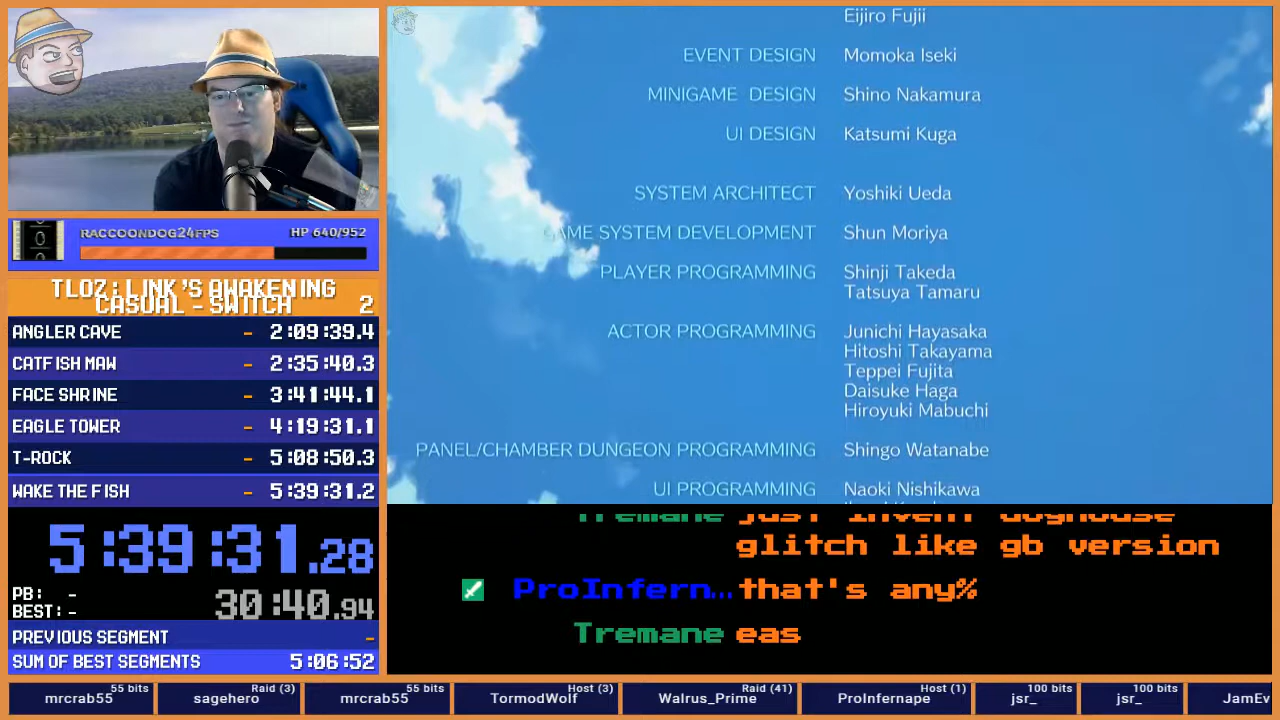 Eijiro Fujii
EVENT DESIGN Momoka Iseki
MINIGAME DESIGN Shino Nakamura
UI DESIGN Katsumi Kuga
SYSTEM ARCHITECT Yoshiki Ueda
GAME SYSTEM DEVELOPMENT Shun Moriya
PLAYER PROGRAMMING Shinji Takeda
Tatsuya Tamaru
ACTOR PROGRAMMING Junichi Hayasaka
Hitoshi Takayama
Teppei Fujita
Daisuke Haga
Hiroyuki Mabuchi
PANEL/CHAMBER DUNGEON PROGRAMMING Shingo Watanabe
UI PROGRAMMING Naoki Nishikawa
0 RACCOONDOG24FPS HP 640/952
TLOZ: LINK'S AWAKENING
CASUAL - SWITCH 2
ANGLER CAVE - 2:09:39.4
CATFISH MAW - 2:35:40.3
FACE SHRINE - 3:41:44.1
EAGLE TOWER - 4:19:31.1
T-ROCK - 5:08:50.3
WAKE THE FISH - 5:39:31.2
5:39:31.28
PB: -
BEST: - 30:40.94
PREVIOUS SEGMENT -
SUM OF BEST SEGMENTS 5:06:52
Tremane just invent doghouse
glitch like gb version
ProInfern... that's any%
Tremane eas
55 bits
mrcrab55
Raid (3)
sagehero
55 bits
mrcrab55
Host (3)
TormodWolf
Raid (41)
Walrus_Prime
Host (1)
ProInfernape
100 bits
jsr_
100 bits
jsr_
JamEv